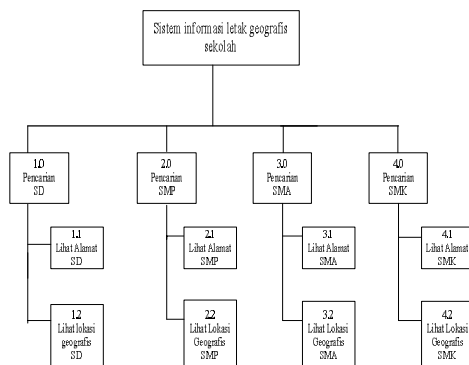 Sistem informasi letak geografis
sekolah
1.0
Pencarian
SD
2.0
Pencarian
SMP
3.0
Pencarian
SMA
4.0
Pencarian
SMK
1.1
Lihat Alamat
SD
2.1
Lihat Alamat
SMP
3.1
Lihat Alamat
SMA
4.1
Lihat Alamat
SMK
1.2
Lihat lokasi
geografis
SD
2.2
Lihat Lokasi
Geografis
SMP
3.2
Lihat Lokasi
Geografis
SMA
4.2
Lihat Lokasi
Geografis
SMK